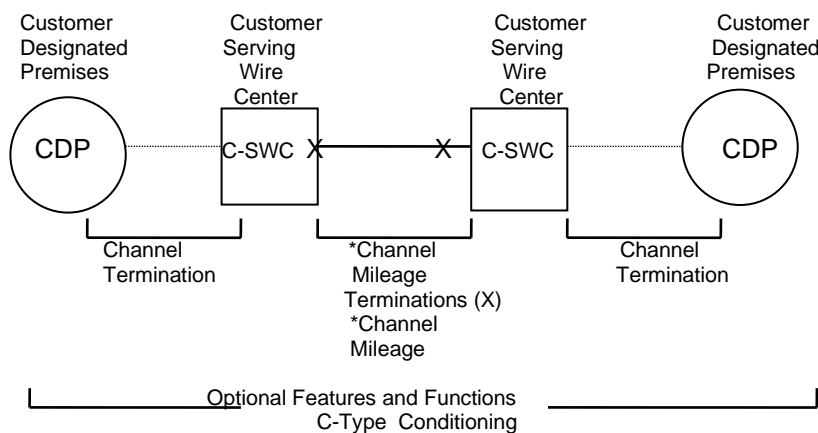 Customer
Designated
Premises
Customer
Serving
Wire
Center
Customer
Serving
Wire
Center
Customer
Designated
Premises
CDP
C-SWC
X
X
C-SWC
CDP
Channel
Termination
*Channel
Mileage
Terminations (X)
*Channel
Mileage
Channel
Termination
Optional Features and Functions
C-Type Conditioning